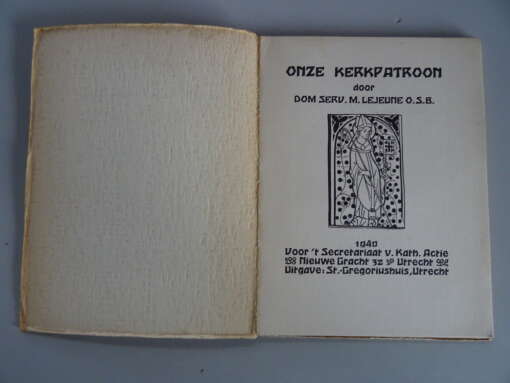 ONZE KERKPATROON
door
DOM SERV. M. LEJEUNE O.S.B.
1940
Voor 't Secretariaat v. Kath. Actie
Nieuwe Gracht 32 Utrecht
Uitgave: St.-Gregoriushuis, Utrecht